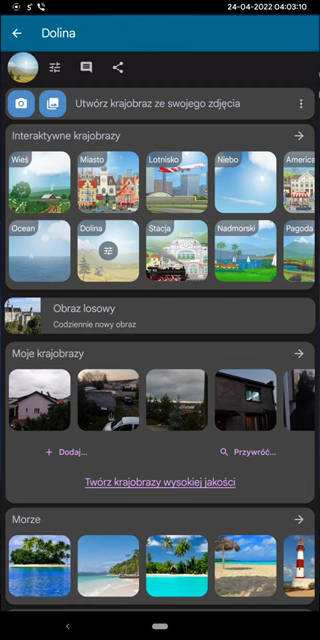 24-04-2022 04:03:10
Dolina
Utwórz krajobraz ze swojego zdjęcia
Interaktywne krajobrazy
Wieś
Miasto
Lotnisko
Niebo
America
Ocean
Dolina
Stacja
Nadmorski
Pagoda
Obraz losowy
Codziennie nowy obraz
Moje krajobrazy
Dodaj...
Przywróć...
Twórz krajobrazy wysokiej jakości
Morze